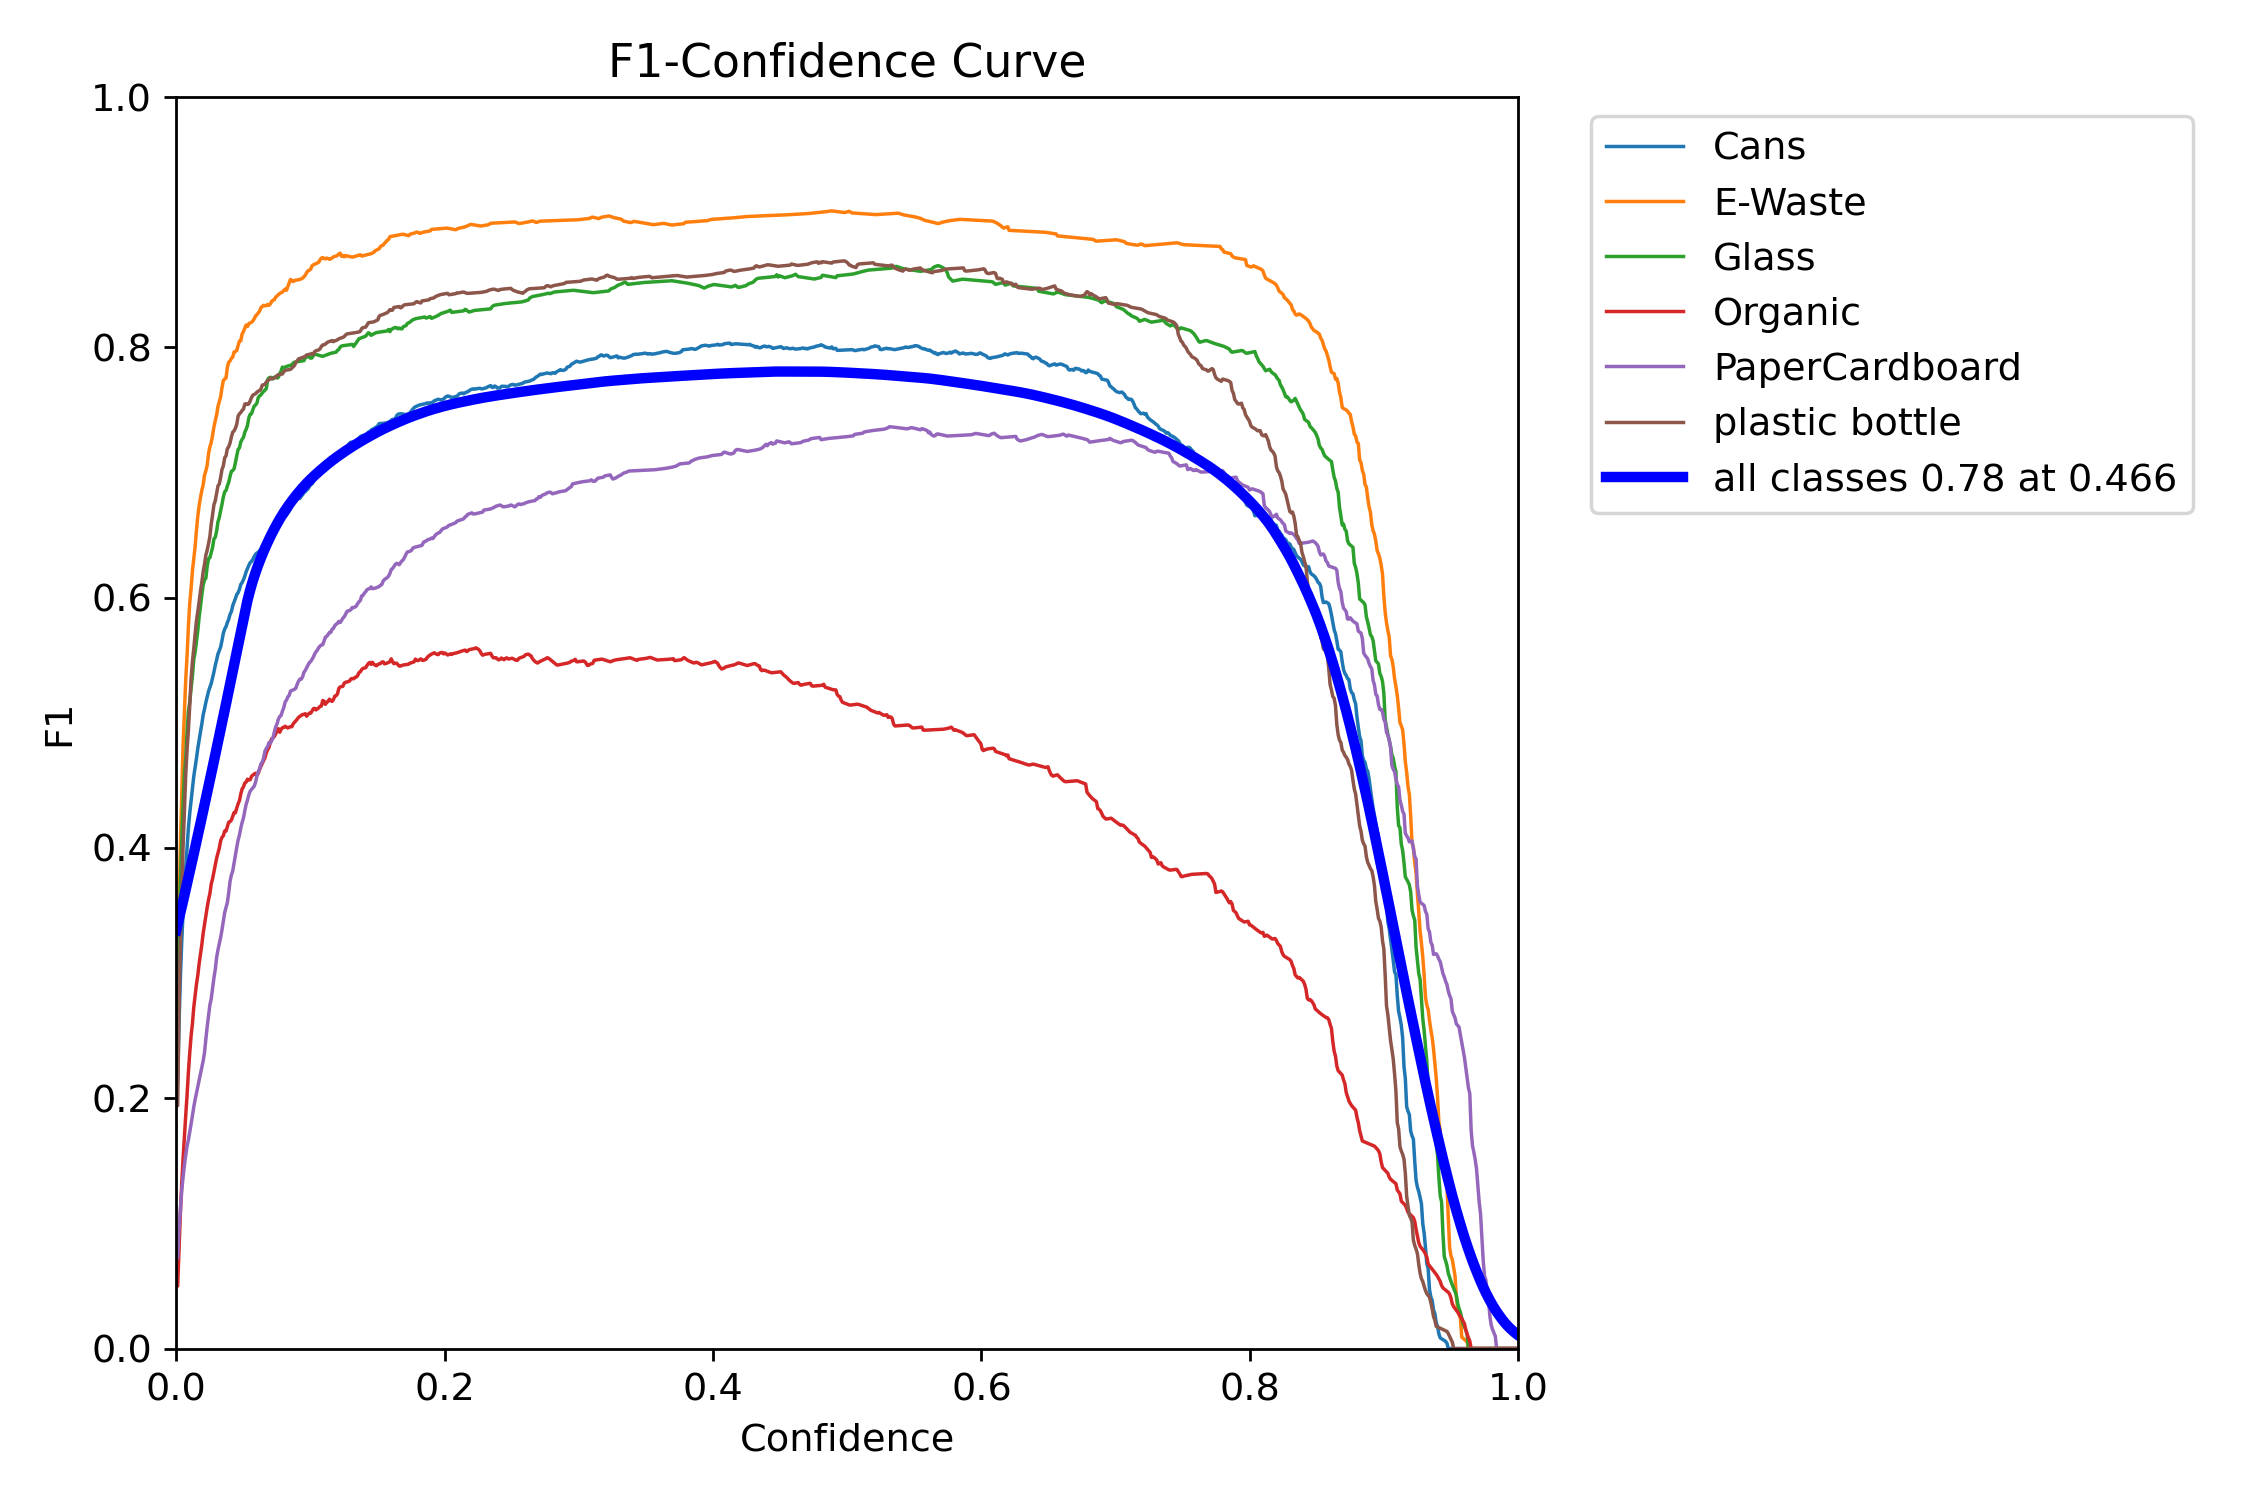 F1-Confidence Curve
1.0
0.8
0.6
0.4
0.2
0.0
F1
0.0 0.2 0.4 0.6 0.8 1.0
Confidence
Cans
E-Waste
Glass
Organic
PaperCardboard
plastic bottle
all classes 0.78 at 0.466